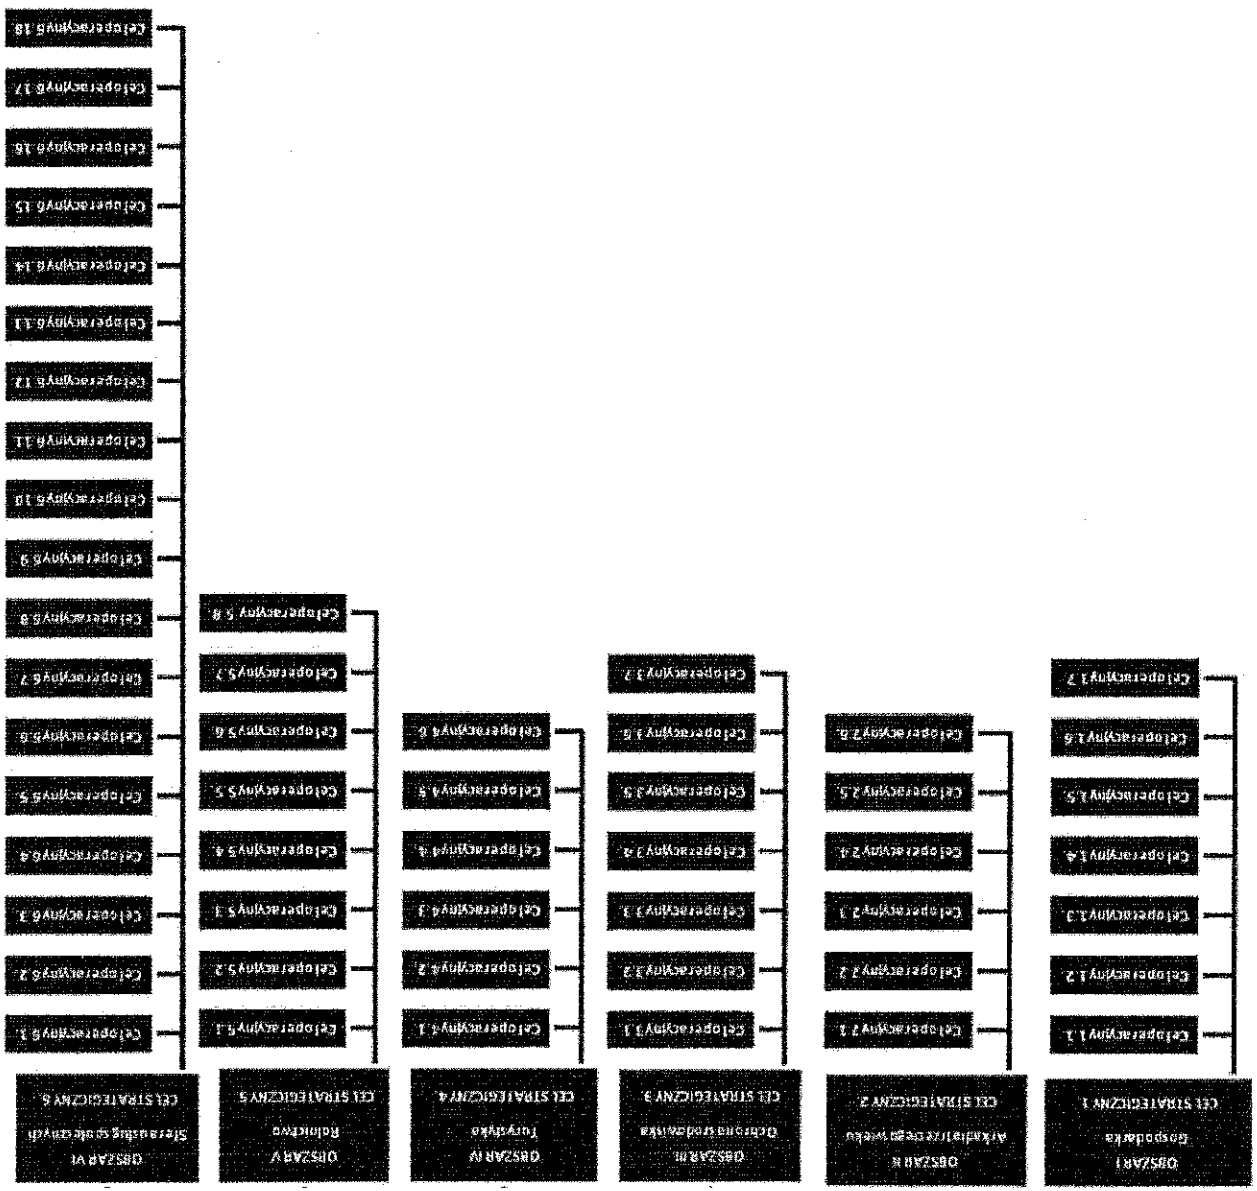 OBSZAR I
Gospodarka
CEL STRATEGICZNY 1
Cel operacyjny 1.1.
Cel operacyjny 1.2
Cel operacyjny 1.3.
Cel operacyjny 1.4.
Cel operacyjny 1.5.
Cel operacyjny 1.6
Cel operacyjny 1.7
OBSZAR II
Arkadia trzeciego wieku
CEL STRATEGICZNY 2
Cel operacyjny 2.1
Cel operacyjny 2.2
Cel operacyjny 2.3
Cel operacyjny 2.4
Cel operacyjny 2.5.
Cel operacyjny 2.6.
OBSZAR III
Ochrona środowiska
CEL STRATEGICZNY 3
Cel operacyjny 3.1
Cel operacyjny 3.2
Cel operacyjny 3.3
Cel operacyjny 3.4
Cel operacyjny 3.5
Cel operacyjny 3.6
Cel operacyjny 3.7
OBSZAR IV
Turystyka
CEL STRATEGICZNY 4
Cel operacyjny 4.1
Cel operacyjny 4.2
Cel operacyjny 4.3
Cel operacyjny 4.4
Cel operacyjny 4.5
Cel operacyjny 4.6
OBSZAR V
Rolnictwo
CEL STRATEGICZNY 5
Cel operacyjny 5.1
Cel operacyjny 5.2
Cel operacyjny 5.3
Cel operacyjny 5.4
Cel operacyjny 5.5
Cel operacyjny 5.6
Cel operacyjny 5.7
Cel operacyjny 5.8
OBSZAR VI
Sfera usług społecznych
CEL STRATEGICZNY 6
Cel operacyjny 6.1
Cel operacyjny 6.2
Cel operacyjny 6.3
Cel operacyjny 6.4
Cel operacyjny 6.5
Cel operacyjny 6.6
Cel operacyjny 6.7
Cel operacyjny 6.8
Cel operacyjny 6.9
Cel operacyjny 6.10
Cel operacyjny 6.11
Cel operacyjny 6.12
Cel operacyjny 6.13
Cel operacyjny 6.14
Cel operacyjny 6.15
Cel operacyjny 6.16
Cel operacyjny 6.17
Cel operacyjny 6.18